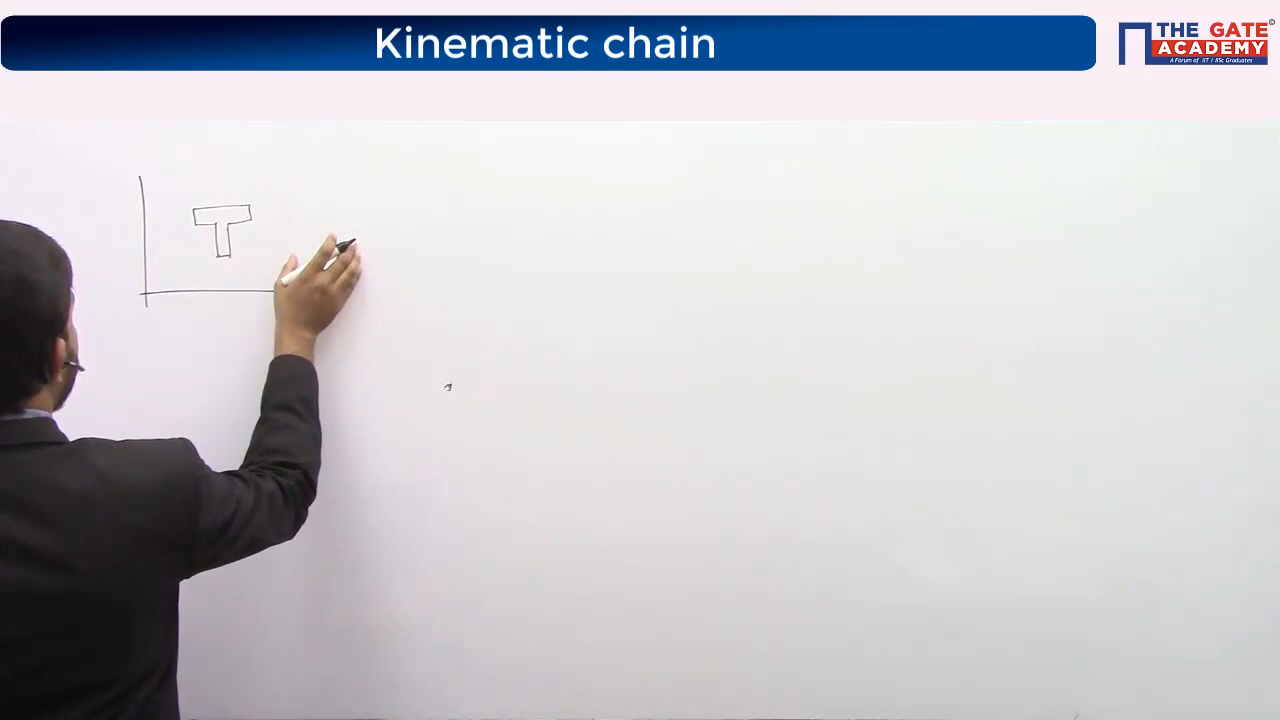 Kinematic chain
THE GATE
ACADEMY
A Forum of IIT / IISc Graduates